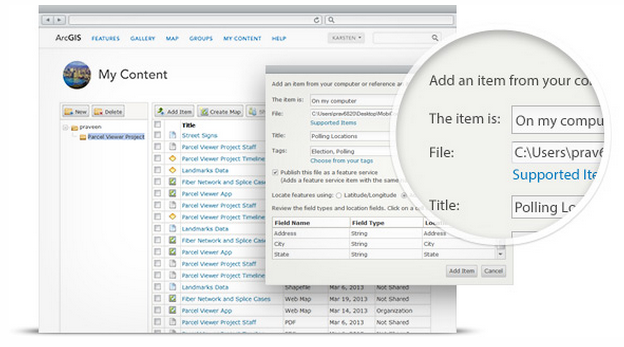 ArcGIS FEATURES GALLERY MAP GROUPS MY CONTENT HELP KARSTEN
My Content
New Delete
praveen
Parcel Viewer Project
Add Item Create Map
Title
Street Signs
Parcel Viewer Project Staff
Parcel Viewer Project Timeline
Landmarks Data
Fiber Network and Splice Cases
Parcel Viewer App
Parcel Viewer Project Staff
Parcel Viewer Project Timeline
Landmarks Data
Fiber Network and Splice Cases
Parcel Viewer App
Parcel Viewer Project Staff
Parcel Viewer Project Timeline
Landmarks Data Shapefile Mar 6, 2013 Not Shared
Fiber Network and Splice Cases Web Map Mar 19, 2013 Not Shared
Parcel Viewer App Web Map Mar 14, 2013 Organization
Parcel Viewer Project Staff PDF Mar 6, 2013 Not Shared
Add an item from your computer or reference an
The item is: On my computer
File: C:\Users\prav6820\Desktop\Mobil
Supported Items
Title: Polling Locations
Tags: Election, Polling
Choose from your tags
Publish this file as a feature service
(Adds a feature service item with the same
Locate features using: Latitude/Longitude
Review the field types and location fields. Click on a
Field Name Field Type
Address String Address
City String City
State String State
Add Item Cancel
Add an item from your co
The item is: On my compu
File: C:\Users\prav6
Supported Ite
Title: Polling Lo